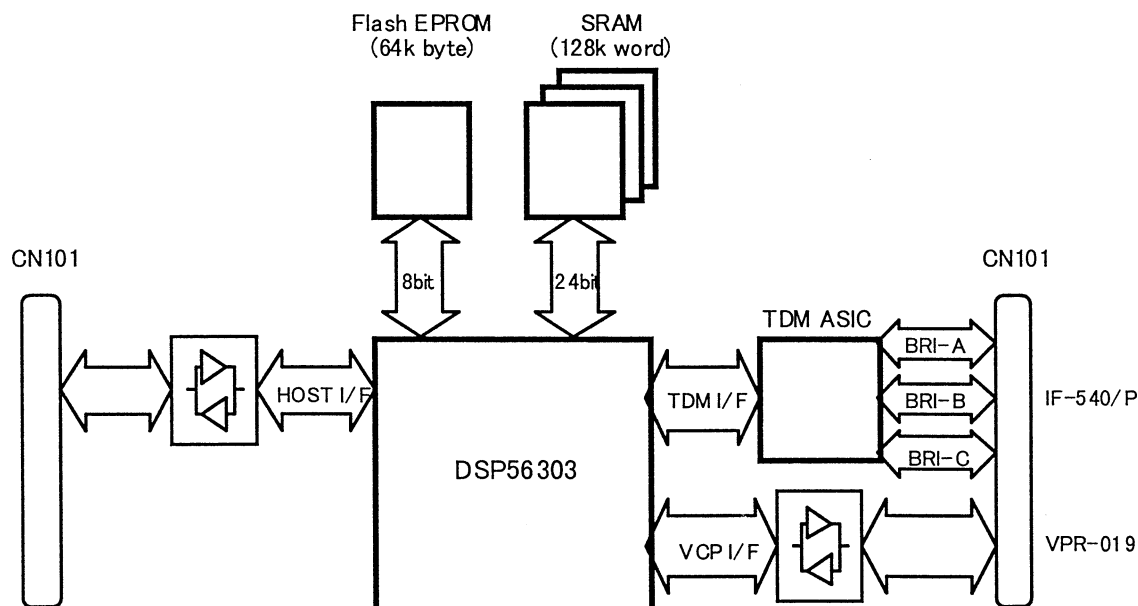 Flash EPROM
(64k byte)
SRAM
(128k word)
CN101
8bit
24bit
CN101
TDM ASIC
HOST I/F
TDM I/F
BRI-A
BRI-B
BRI-C
IF-540/P
DSP56303
VCP I/F
VPR-019